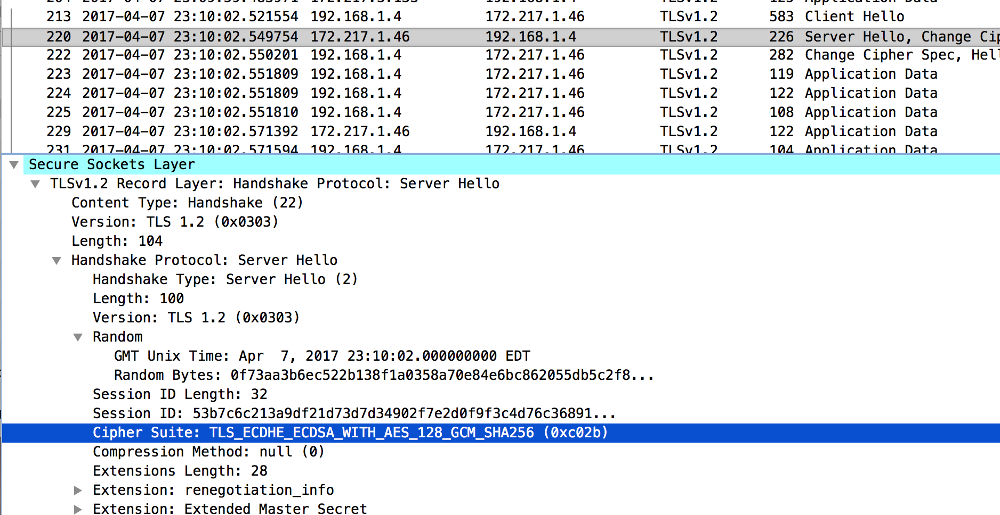 213 2017-04-07 23:10:02.521554 192.168.1.4 172.217.1.46 TLSv1.2 583 Client Hello
220 2017-04-07 23:10:02.549754 172.217.1.46 192.168.1.4 TLSv1.2 226 Server Hello, Change Cip
222 2017-04-07 23:10:02.550201 192.168.1.4 172.217.1.46 TLSv1.2 282 Change Cipher Spec, Hell
223 2017-04-07 23:10:02.551809 192.168.1.4 172.217.1.46 TLSv1.2 119 Application Data
224 2017-04-07 23:10:02.551809 192.168.1.4 172.217.1.46 TLSv1.2 122 Application Data
225 2017-04-07 23:10:02.551810 192.168.1.4 172.217.1.46 TLSv1.2 108 Application Data
229 2017-04-07 23:10:02.571392 172.217.1.46 192.168.1.4 TLSv1.2 122 Application Data
231 2017-04-07 23:10:02.571594 192.168.1.4 172.217.1.46 TLSv1.2 104 Application Data
Secure Sockets Layer
TLSv1.2 Record Layer: Handshake Protocol: Server Hello
Content Type: Handshake (22)
Version: TLS 1.2 (0x0303)
Length: 104
Handshake Protocol: Server Hello
Handshake Type: Server Hello (2)
Length: 100
Version: TLS 1.2 (0x0303)
Random
GMT Unix Time: Apr  7, 2017 23:10:02.000000000 EDT
Random Bytes: 0f73aa3b6ec522b138f1a0358a70e84e6bc862055db5c2f8...
Session ID Length: 32
Session ID: 53b7c6c213a9df21d73d7d34902f7e2d0f9f3c4d76c36891...
Cipher Suite: TLS_ECDHE_ECDSA_WITH_AES_128_GCM_SHA256 (0xc02b)
Compression Method: null (0)
Extensions Length: 28
Extension: renegotiation_info
Extension: Extended Master Secret